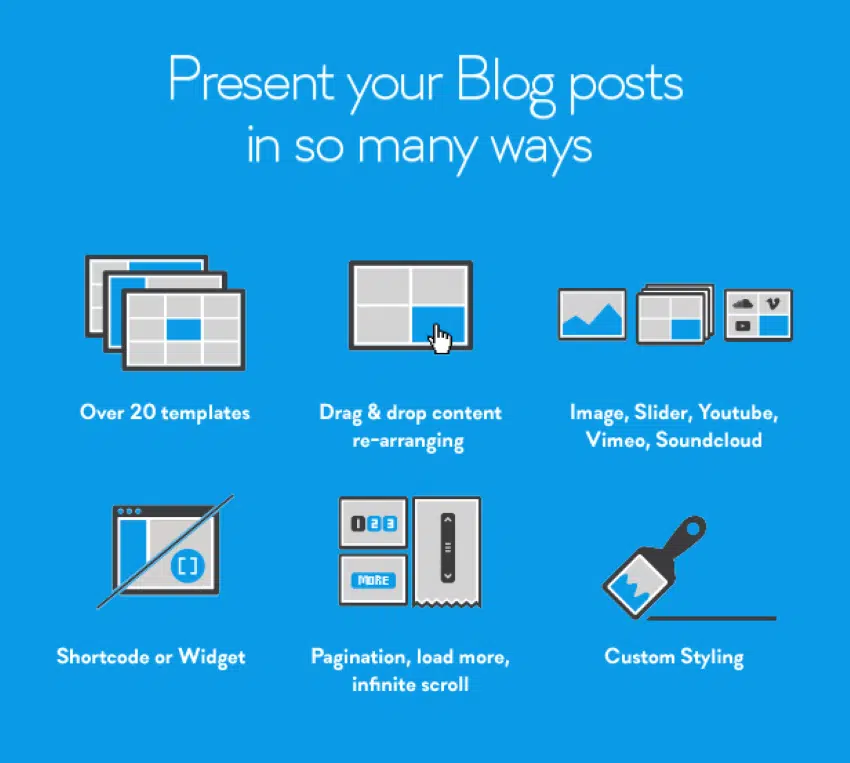 Present your Blog posts
in so many ways
Over 20 templates
Drag & drop content
re-arranging
Image, Slider, Youtube,
Vimeo, Soundcloud
[ ]
Shortcode or Widget
1 2 3
MORE
Pagination, load more,
infinite scroll
Custom Styling